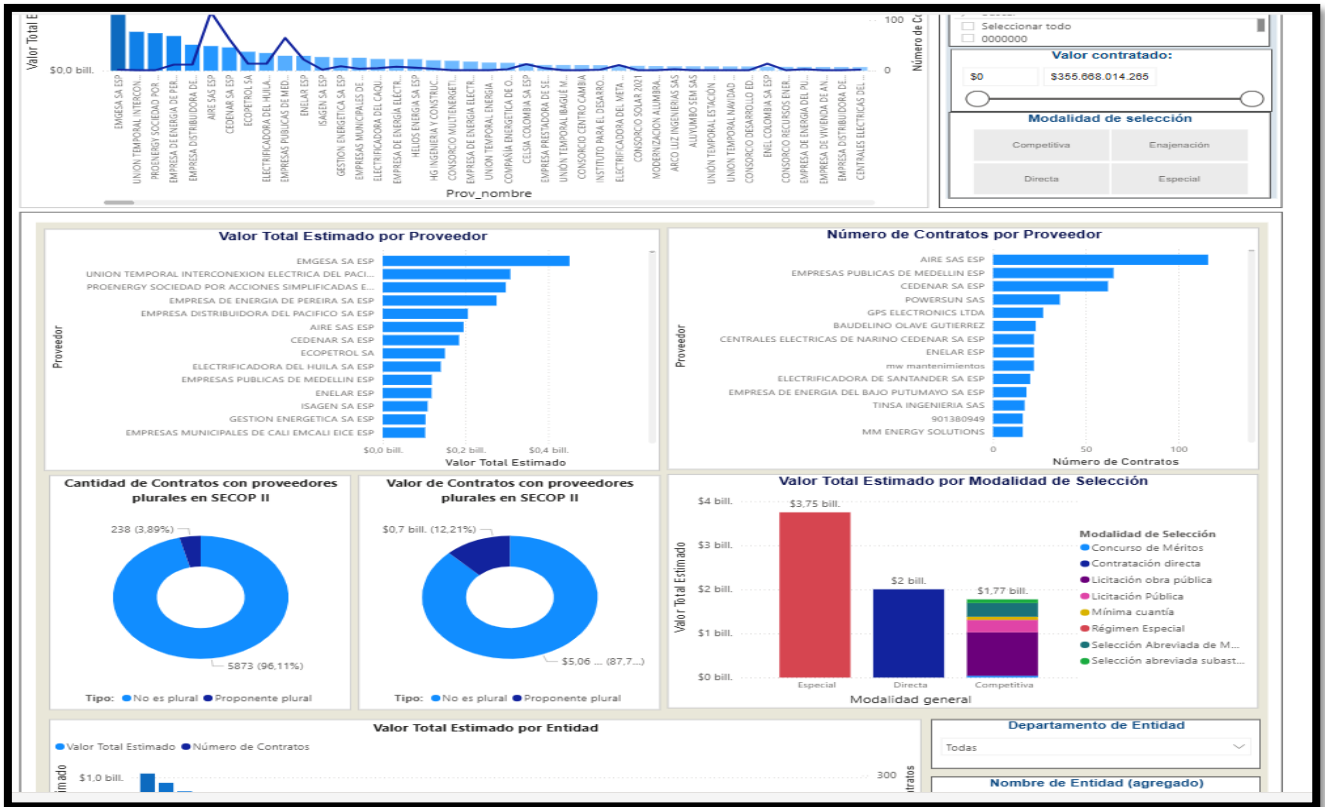 Valor Total E
$0,0 bill.
100
0
Número de Cc
EMGESA SA ESP
UNION TEMPORAL INTERCON...
PROENERGY SOCIEDAD POR ...
EMPRESA DE ENERGIA DE PER...
EMPRESA DISTRIBUIDORA DE...
AIRE SAS ESP
CEDENAR SA ESP
ECOPETROL SA
ELECTRIFICADORA DEL HUILA...
EMPRESAS PUBLICAS DE MED...
ENELAR ESP
ISAGEN SA ESP
GESTION ENERGETICA SA ESP
EMPRESAS MUNICIPALES DE ...
ELECTRIFICADORA DEL CAQU...
EMPRESA DE ENERGÍA ELÉCTR...
HELIOS ENERGIA SA ESP
HG INGENIERIA Y CONSTRUC...
CONSORCIO MULTIENERGETI...
EMPRESA DE ENERGIA ELECTR...
UNION TEMPORAL ENERGIA ...
COMPAÑIA ENERGETICA DE O...
CELSIA COLOMBIA SA ESP
EMPRESA PRESTADORA DE SE...
UNIÓN TEMPORAL IBAGUE M...
CONSORCIO CENTRO CAMBIA
INSTITUTO PARA EL DISARRO...
ELECTRIFICADORA DEL META ...
CONSORCIO SOLAR 2021
MODERNIZACION ALUMBRA...
ARCO LUZ INGENIERIAS SAS
ALLYUMBO SEM SAS
UNIÓN TEMPORAL ESTACIÓN
UNION TEMPORAL NAVIDAD ...
CONSORCIO DESARROLLO ED...
ENEL COLOMBIA SA ESP
CONSORCIO RECURSOS ENER...
EMPRESA DE ENERGIA DEL PU...
EMPRESA DE VIVIENDA DE AN...
EMPRESA DISTRIBUIDORA DE ...
CENTRALES ELECTRICAS DEL ...
Prov_nombre
Seleccionar todo
0000000
Valor contratado:
$0
$355.668.014.265
Modalidad de selección
Competitiva
Enajenación
Directa
Especial
Valor Total Estimado por Proveedor
Proveedor
EMGESA SA ESP
UNION TEMPORAL INTERCONEXION ELECTRICA DEL PACI...
PROENERGY SOCIEDAD POR ACCIONES SIMPLIFICADAS E...
EMPRESA DE ENERGIA DE PEREIRA SA ESP
EMPRESA DISTRIBUIDORA DEL PACIFICO SA ESP
AIRE SAS ESP
CEDENAR SA ESP
ECOPETROL SA
ELECTRIFICADORA DEL HUILA SA ESP
EMPRESAS PUBLICAS DE MEDELLIN ESP
ENELAR ESP
ISAGEN SA ESP
GESTION ENERGETICA SA ESP
EMPRESAS MUNICIPALES DE CALI EMCALI EICE ESP
$0,0 bill.
$0,2 bill.
$0,4 bill.
Valor Total Estimado
Número de Contratos por Proveedor
Proveedor
AIRE SAS ESP
EMPRESAS PUBLICAS DE MEDELLIN ESP
CEDENAR SA ESP
POWERSUN SAS
GPS ELECTRONICS LTDA
BAUDELINO OLAVE GUTIERREZ
CENTRALES ELECTRICAS DE NARINO CEDENAR SA ESP
ENELAR ESP
mw mantenimientos
ELECTRIFICADORA DE SANTANDER SA ESP
EMPRESA DE ENERGIA DEL BAJO PUTUMAYO SA ESP
TINSA INGENIERIA SAS
901380949
MM ENERGY SOLUTIONS
0
50
100
Número de Contratos
Cantidad de Contratos con proveedores
plurales en SECOP II
238 (3,89%)
5873 (96,11%)
Tipo: No es plural Proponente plural
Valor de Contratos con proveedores
plurales en SECOP II
$0,7 bill. (12,21%)
$5,06 ... (87,7...)
Tipo: No es plural Proponente plural
Valor Total Estimado por Modalidad de Selección
Valor Total Estimado
$4 bill.
$3 bill.
$2 bill.
$1 bill.
$0 bill.
$3,75 bill.
$2 bill.
$1,77 bill.
Especial
Directa
Competitiva
Modalidad general
Modalidad de Selección
Concurso de Méritos
Contratación directa
Licitación obra pública
Licitación Pública
Mínima cuantía
Régimen Especial
Selección Abreviada de M...
Selección abreviada subast...
Valor Total Estimado por Entidad
Valor Total Estimado Número de Contratos
$1,0 bill.
300
Departamento de Entidad
Todas
Nombre de Entidad (agregado)